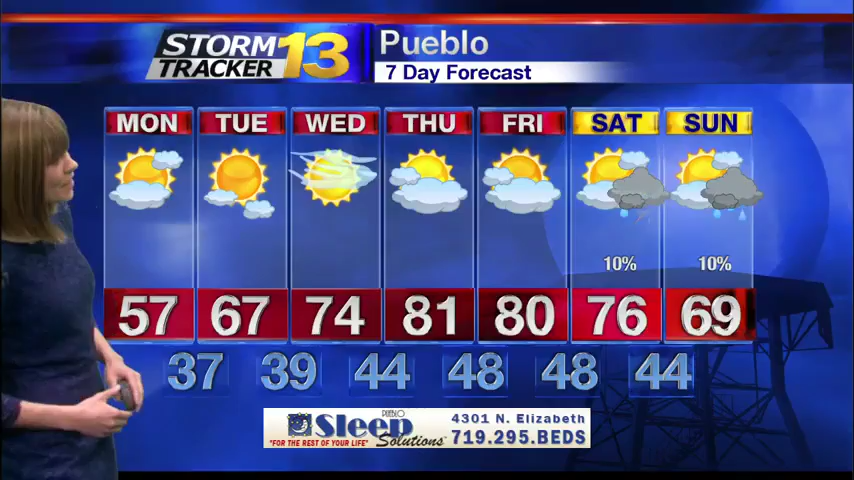 STORM
TRACKER 13
Pueblo
7 Day Forecast
MON TUE WED THU FRI SAT SUN
10% 10%
57 67 74 81 80 76 69
37 39 44 48 48 44
PUEBLO
Sleep
Solutions
"FOR THE REST OF YOUR LIFE"
4301 N. Elizabeth
719.295.BEDS